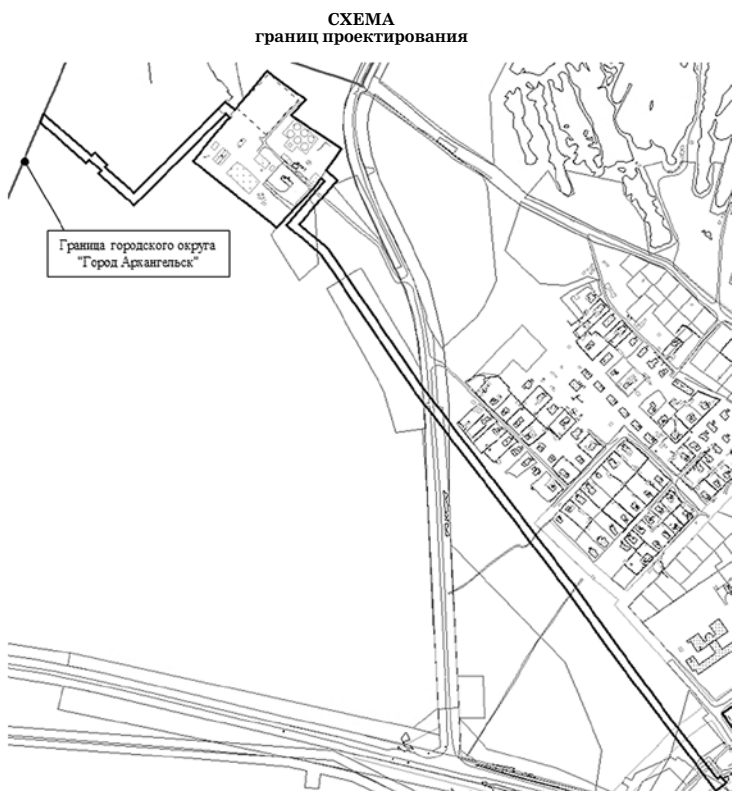 СХЕМА
границ проектирования
Граница городского округа
"Город Архангельск"